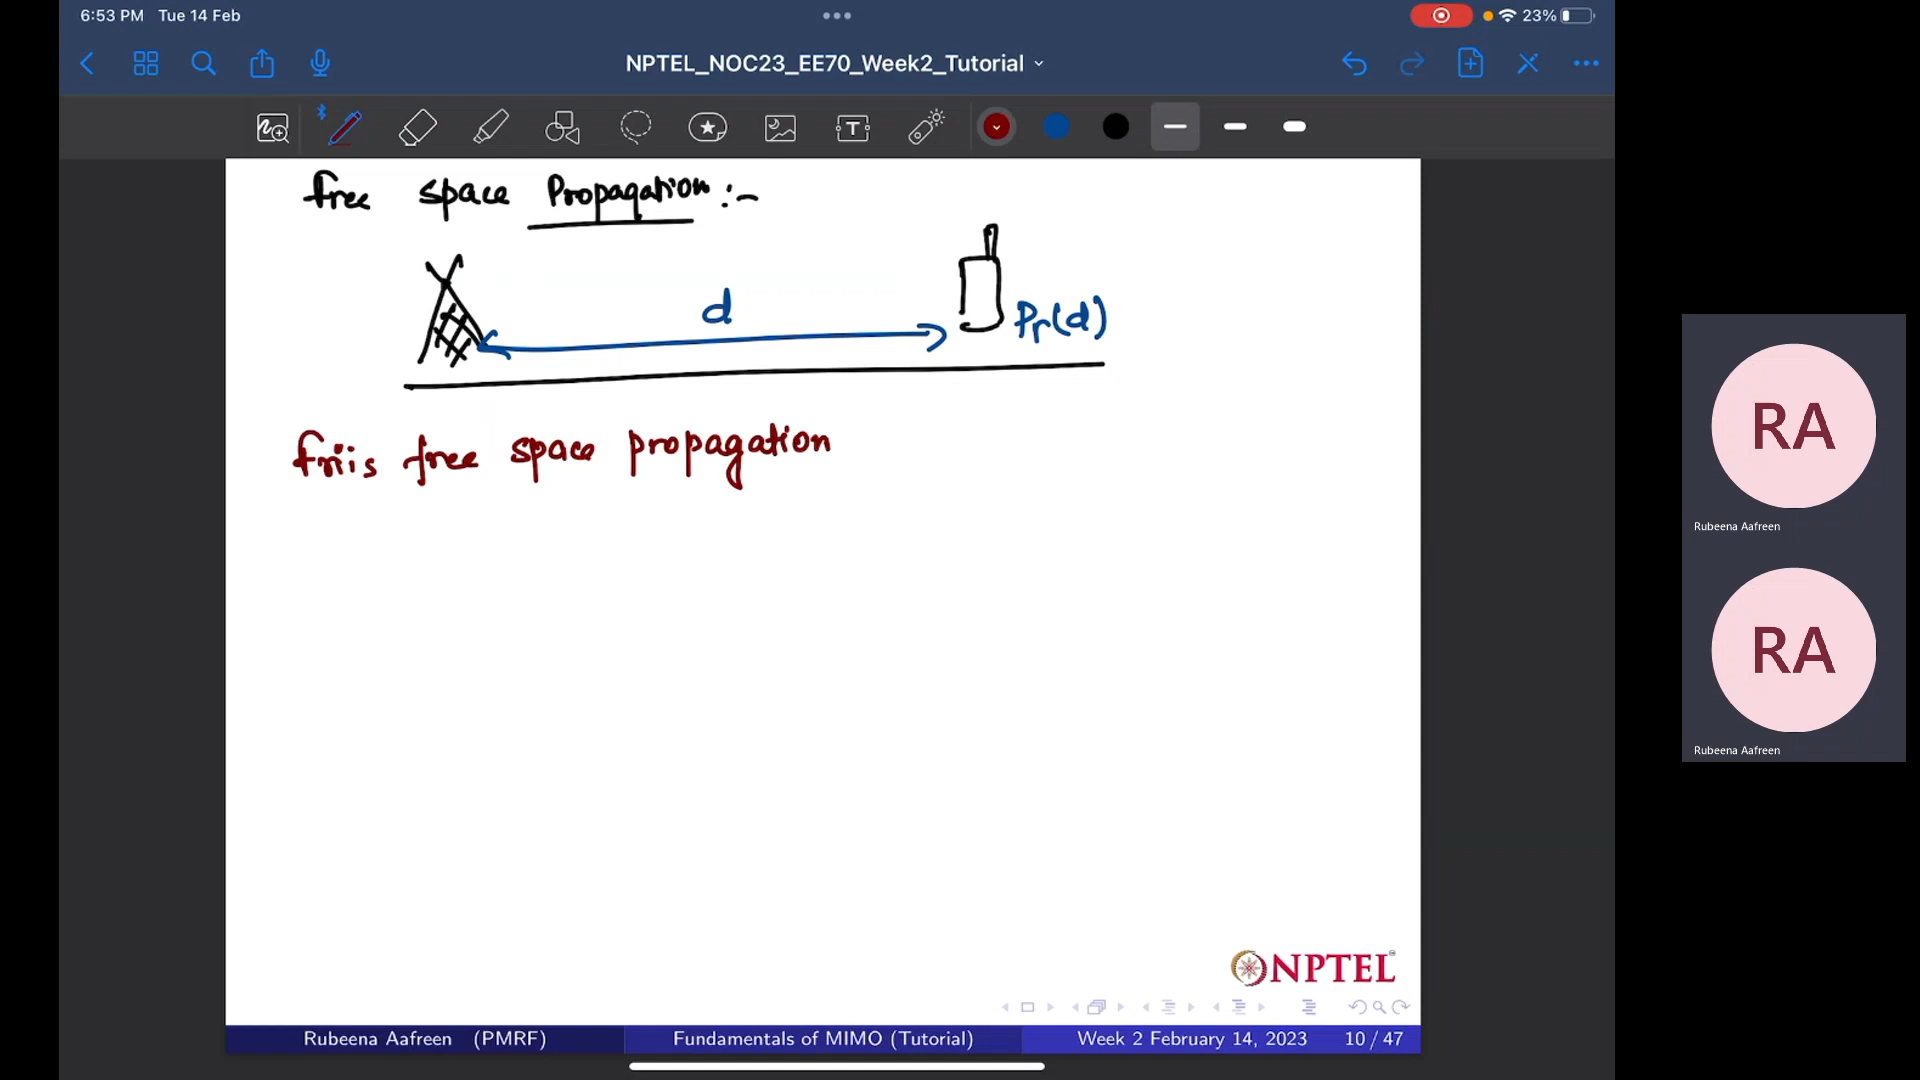 6:53 PM Tue 14 Feb
23%
NPTEL_NOC23_EE70_Week2_Tutorial
T
free space Propagation :-
d
Pr(d)
friis free space propagation
NPTEL
Rubeena Aafreen (PMRF) Fundamentals of MIMO (Tutorial) Week 2 February 14, 2023 10 / 47
RA
Rubeena Aafreen
RA
Rubeena Aafreen